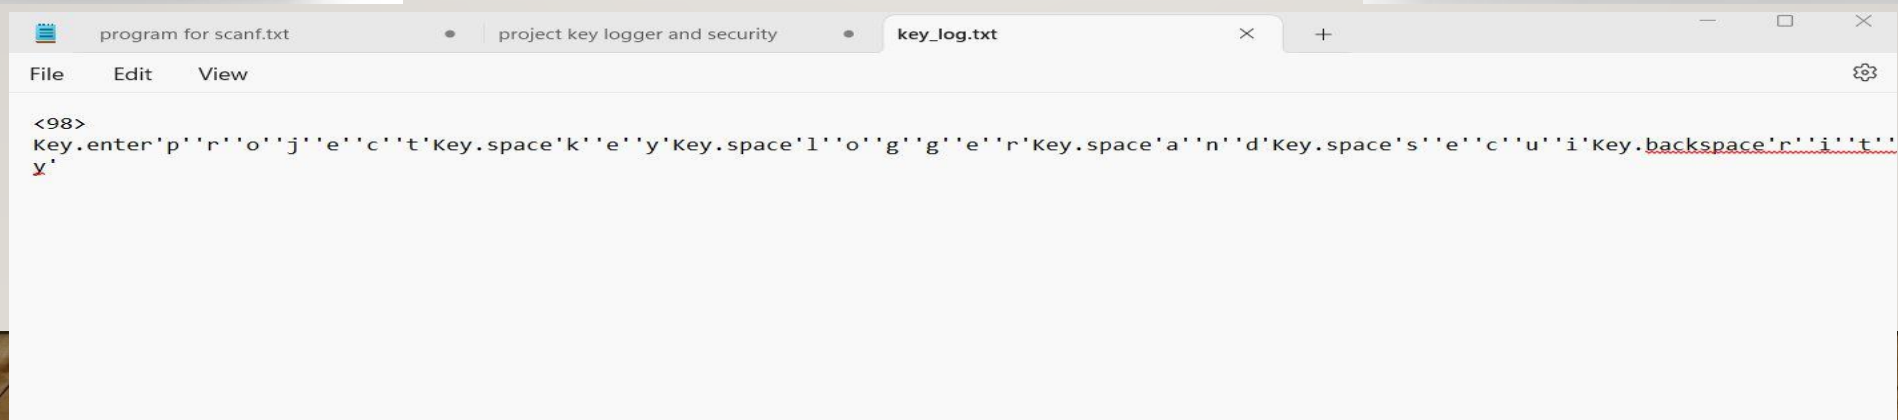 program for scanf.txt
project key logger and security
key_log.txt
File Edit View
<98>
Key.enter'p''r''o''j''e''c''t'Key.space'k''e''y'Key.space'l''o''g''g''e''r'Key.space'a''n''d'Key.space's''e''c''u''i'Key.backspace'r''i''t''
y'